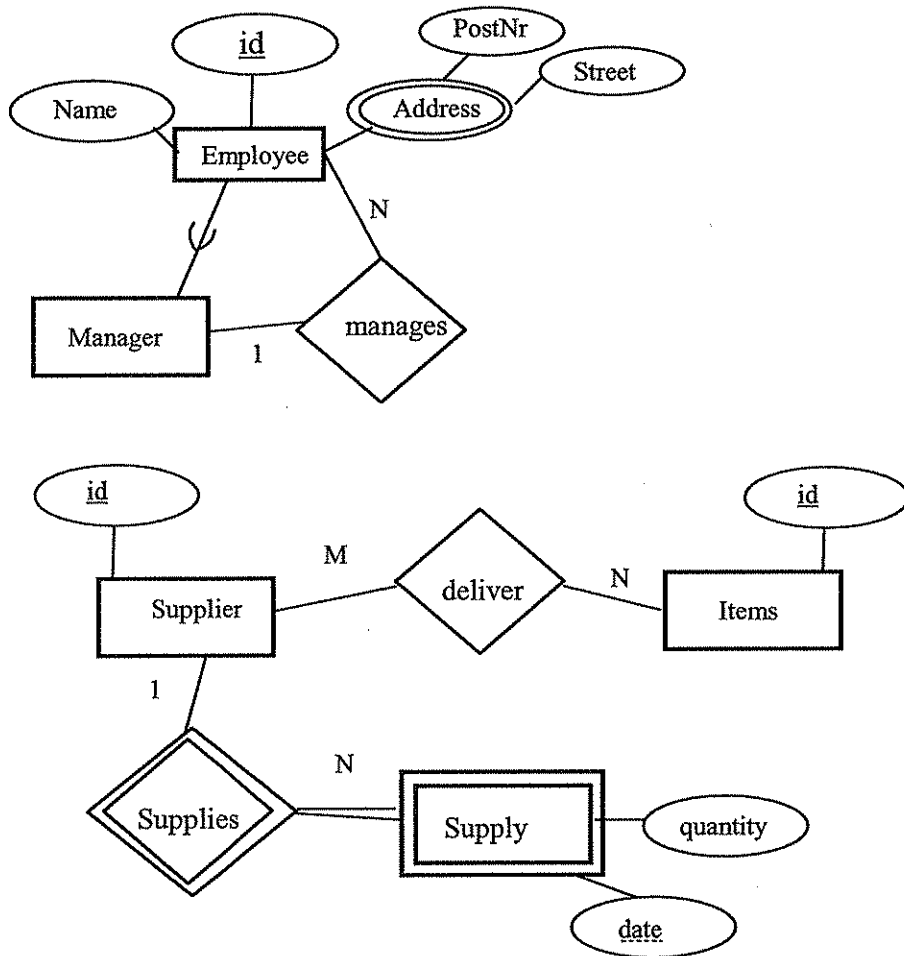 PostNr
id
Street
Name
Address
Employee
N
manages
Manager
1
id
id
M
deliver
N
Supplier
Items
1
N
Supplies
Supply
quantity
date